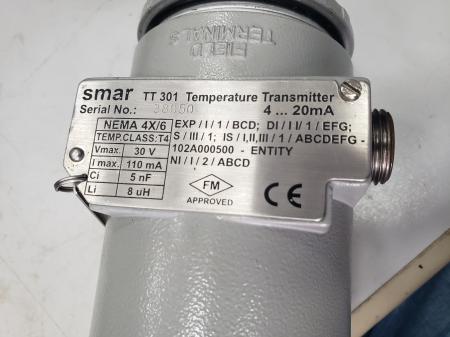 FIELD
TERMINALS
smar TT 301 Temperature Transmitter
Serial No.: 38050 4 ... 20mA
NEMA 4X/6
TEMP.CLASS:T4
Vmax. 30 V
I max. 110 mA
Ci 5 nF
Li 8 uH
EXP / I / 1 / BCD; DI / I I/ 1 / EFG;
S / III / 1; IS / I,II,III / 1 / ABCDEFG -
102A000500 - ENTITY
NI / I / 2 / ABCD
FM
APPROVED
CE